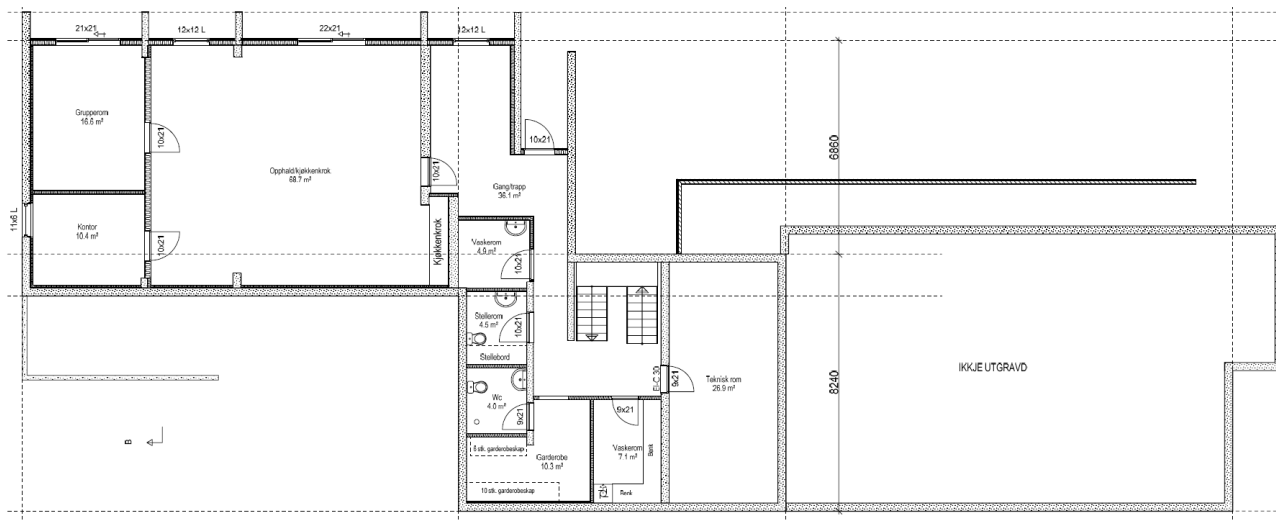 21x21
12x12 L
22x21
12x12 L
Grupperom
16.6 m²
10x21
Opphald/kjøkkenkrok
68.7 m²
10x21
10x21
Gang/trapp
36.1 m²
6860
11x6 L
Kontor
10.4 m²
10x21
Kjøkkenkrok
Vaskerom
4.9 m²
10x21
Stellerom
4.5 m²
10x21
Stellebord
Wc
4.0 m²
9x21
EI-C 30
9x21
Teknisk rom
26.9 m²
8240
IKKJE UTGRAVD
B
9x21
Vaskerom
7.1 m²
Benk
Benk
Garderobe
10.3 m²
6 stk. garderobeskap
10 stk. garderobeskap